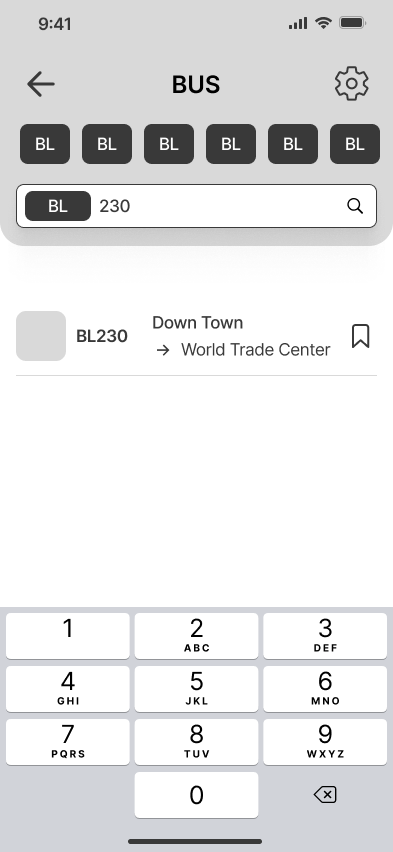 9:41
BUS
BL BL BL BL BL BL
BL 230
BL230
Down Town
→ World Trade Center
1 2 3
ABC DEF
4 5 6
GHI JKL MNO
7 8 9
PQRS TUV WXYZ
0